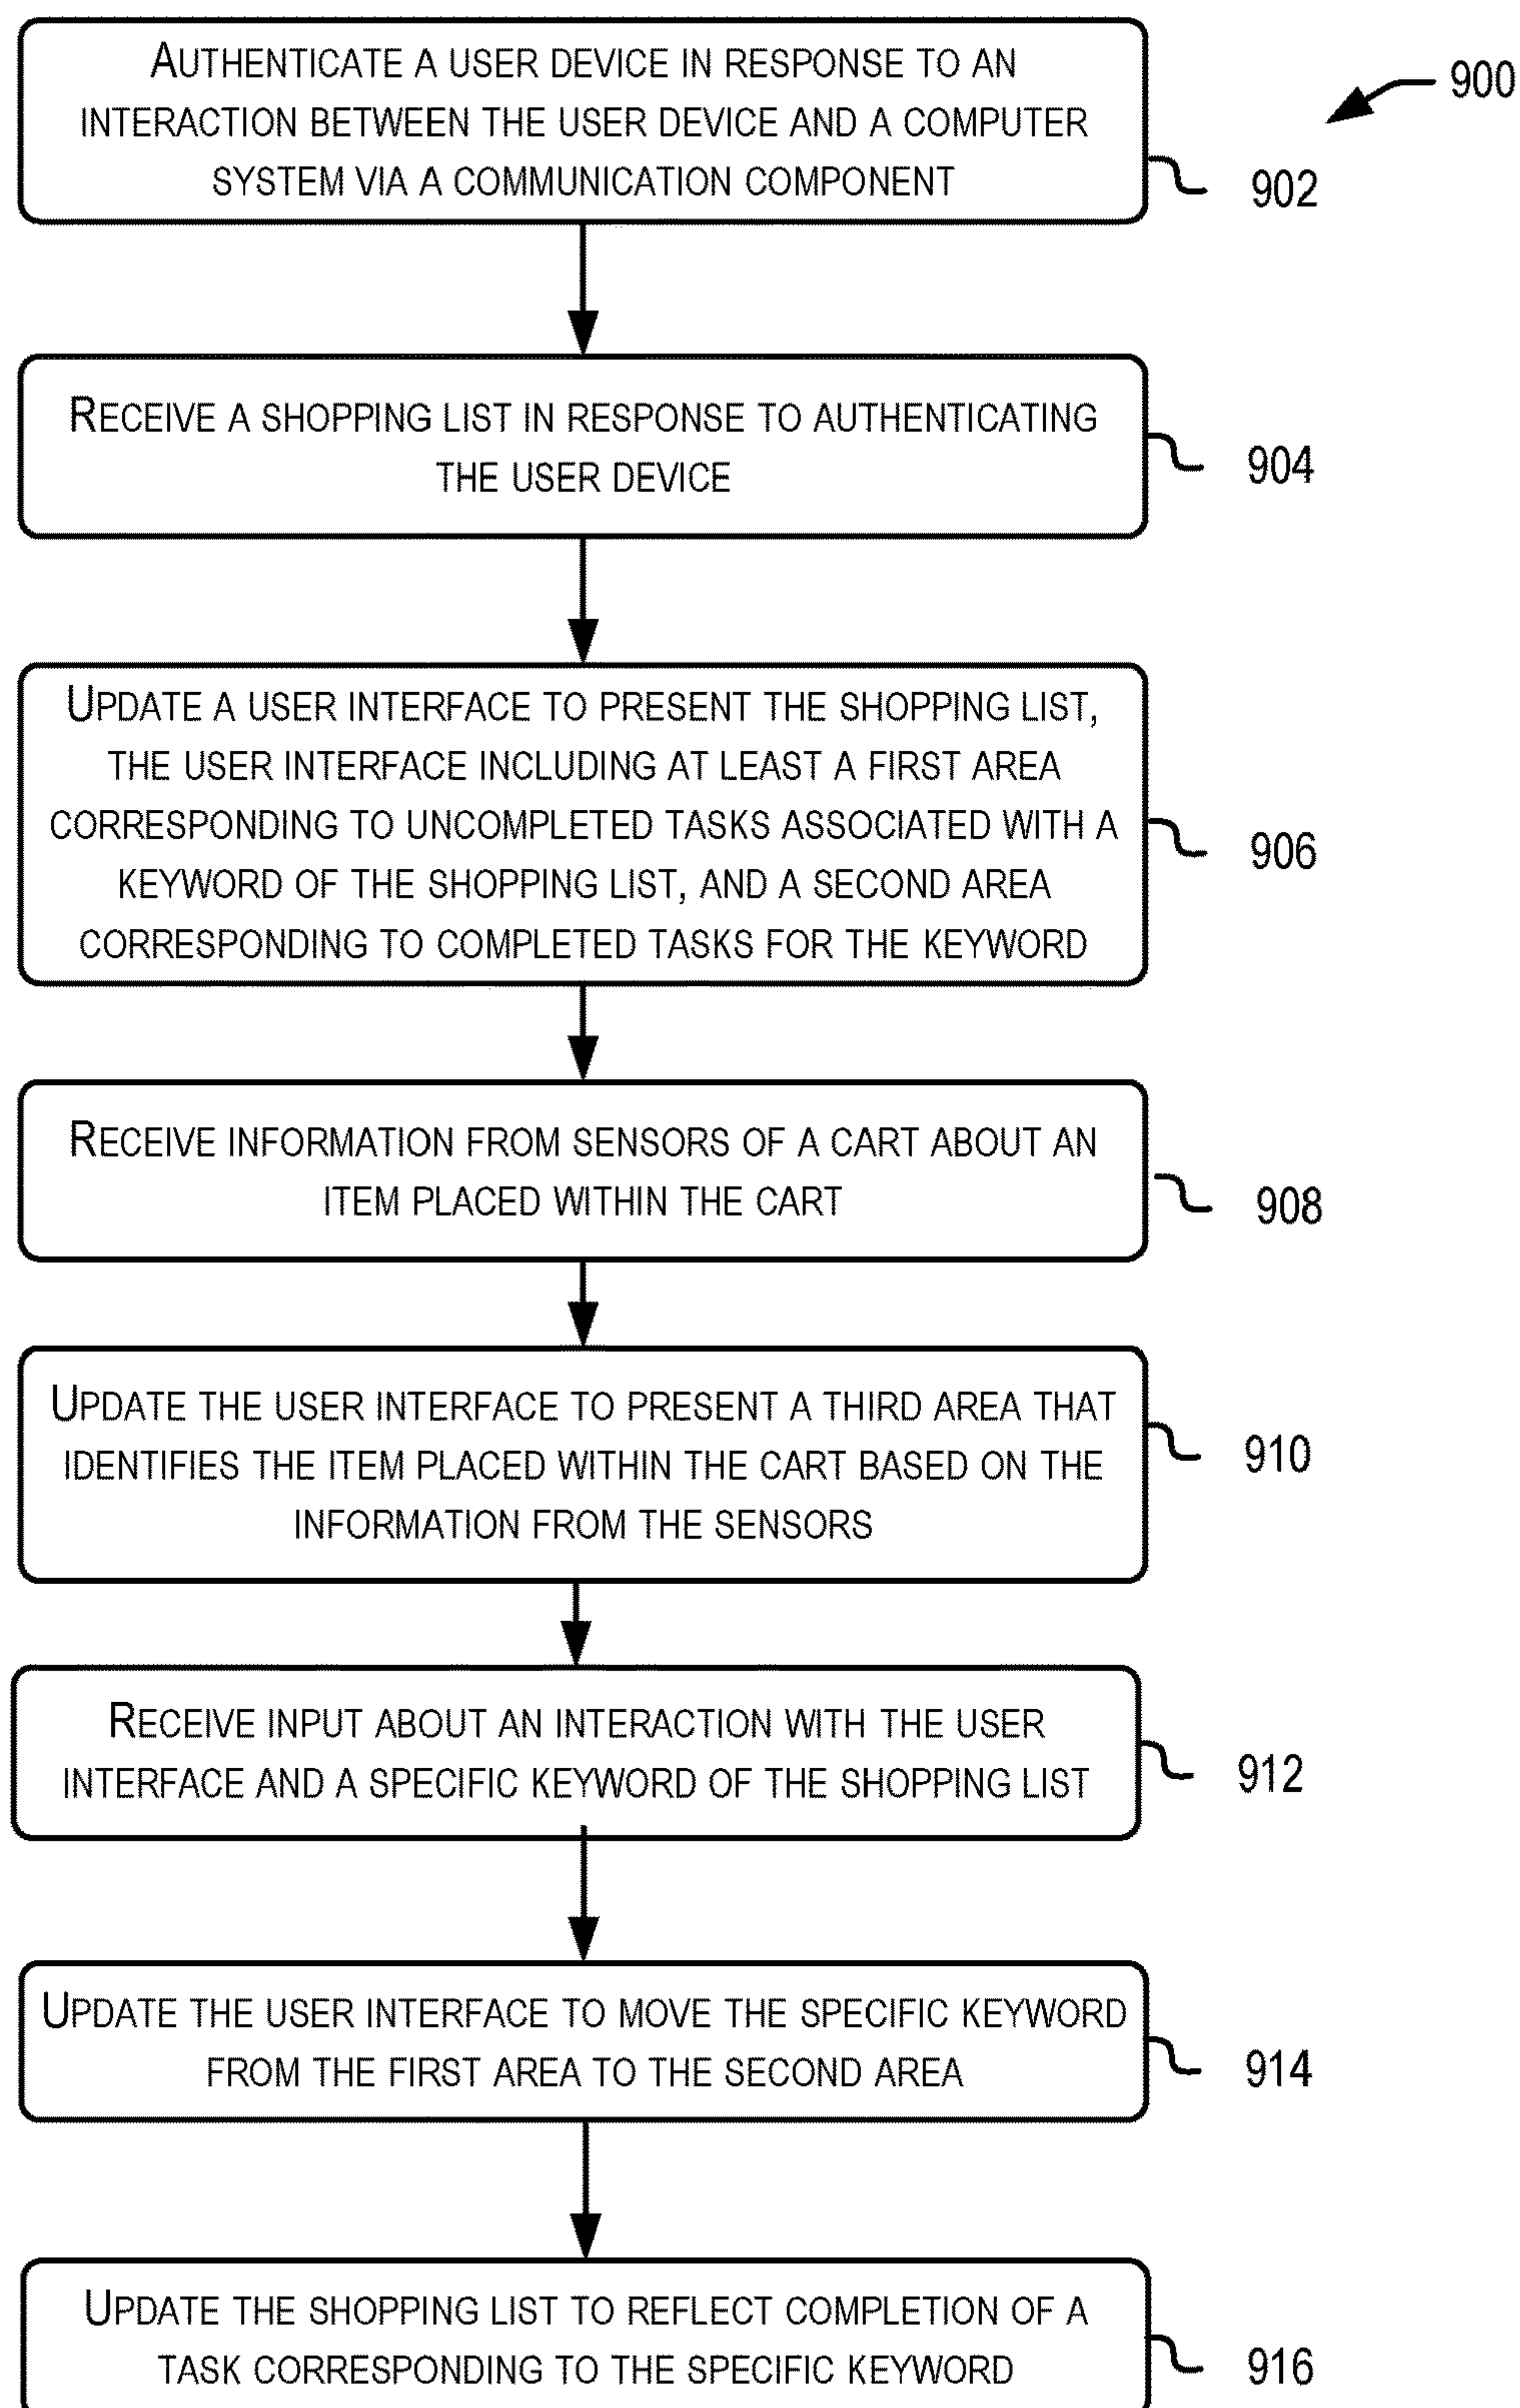 AUTHENTICATE A USER DEVICE IN RESPONSE TO AN
INTERACTION BETWEEN THE USER DEVICE AND A COMPUTER
SYSTEM VIA A COMMUNICATION COMPONENT
900
902
RECEIVE A SHOPPING LIST IN RESPONSE TO AUTHENTICATING
THE USER DEVICE
904
UPDATE A USER INTERFACE TO PRESENT THE SHOPPING LIST,
THE USER INTERFACE INCLUDING AT LEAST A FIRST AREA
CORRESPONDING TO UNCOMPLETED TASKS ASSOCIATED WITH A
KEYWORD OF THE SHOPPING LIST, AND A SECOND AREA
CORRESPONDING TO COMPLETED TASKS FOR THE KEYWORD
906
RECEIVE INFORMATION FROM SENSORS OF A CART ABOUT AN
ITEM PLACED WITHIN THE CART
908
UPDATE THE USER INTERFACE TO PRESENT A THIRD AREA THAT
IDENTIFIES THE ITEM PLACED WITHIN THE CART BASED ON THE
INFORMATION FROM THE SENSORS
910
RECEIVE INPUT ABOUT AN INTERACTION WITH THE USER
INTERFACE AND A SPECIFIC KEYWORD OF THE SHOPPING LIST
912
UPDATE THE USER INTERFACE TO MOVE THE SPECIFIC KEYWORD
FROM THE FIRST AREA TO THE SECOND AREA
914
UPDATE THE SHOPPING LIST TO REFLECT COMPLETION OF A
TASK CORRESPONDING TO THE SPECIFIC KEYWORD
916